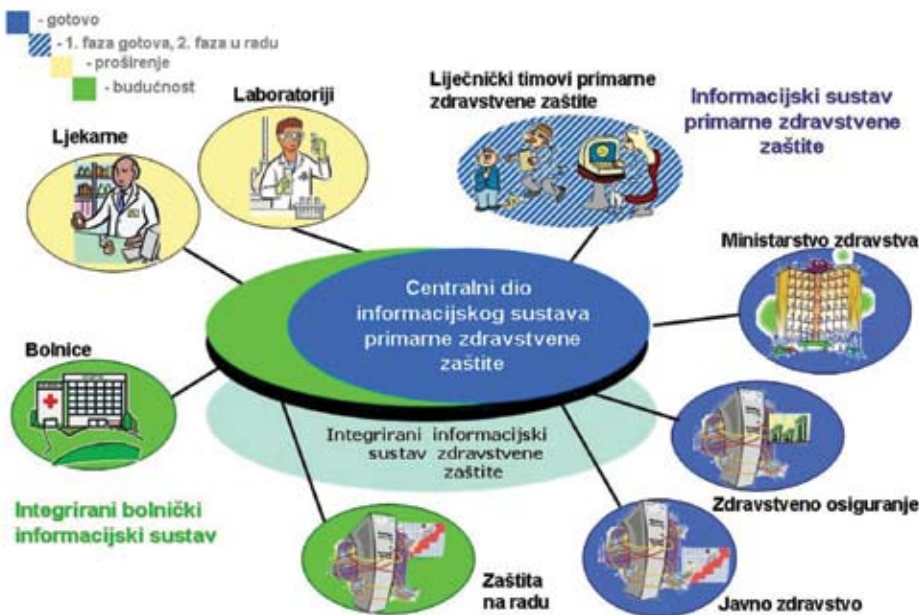 - gotovo
- 1. faza gotova, 2. faza u radu
- proširenje
- budućnost
Laboratoriji
Liječnički timovi primarne
zdravstvene zaštite
Informacijski sustav
primarne zdravstvene
zaštite
Ljekarne
Ministarstvo zdravstva
Centralni dio
informacijskog sustava
primarne zdravstvene
zaštite
Bolnice
Integrirani informacijski
sustav zdravstvene
zaštite
Integrirani bolnički
informacijski sustav
Zdravstveno osiguranje
Zaštita
na radu
Javno zdravstvo